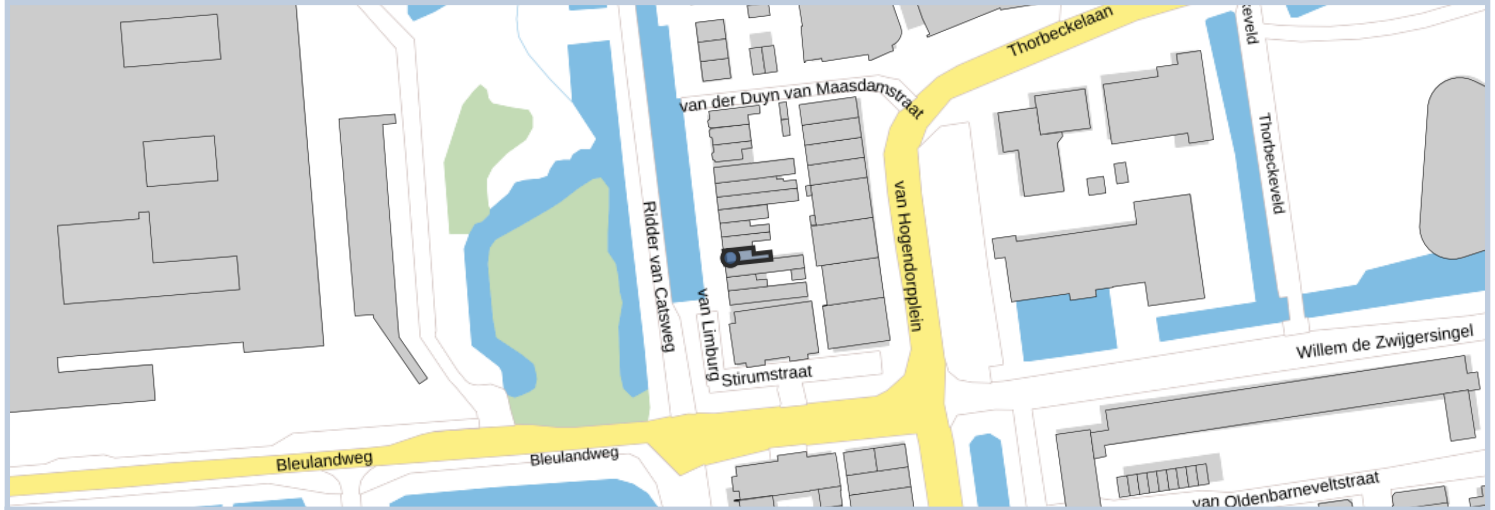 Thorbeckelaan
keveld
van der Duyn van Maasdamstraat
Thorbeckeveld
Ridder van Catsweg
van Hogendorpplein
van Limburg
Stirumstraat
Willem de Zwijgersingel
Bleulandweg
Bleulandweg
van Oldenbarneveltstraat